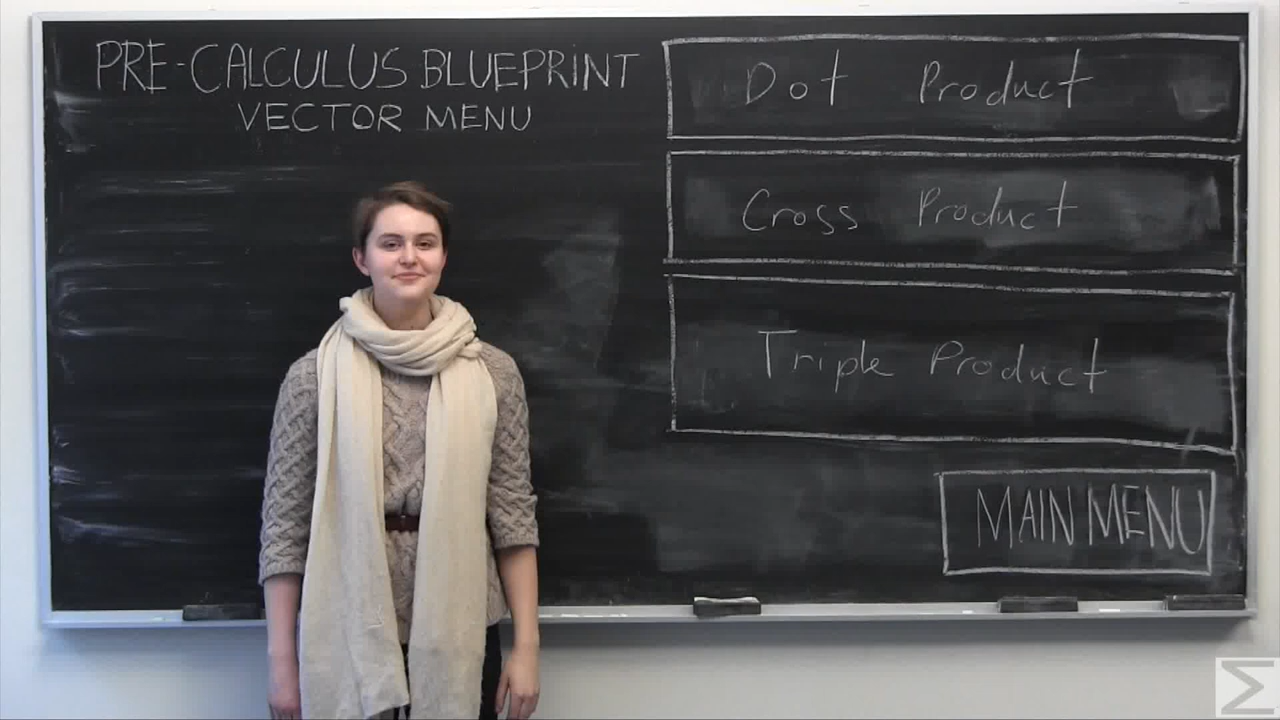 PRE-CALCULUS BLUEPRINT
VECTOR MENU
Dot Product
Cross Product
Triple Product
MAIN MENU
Σ